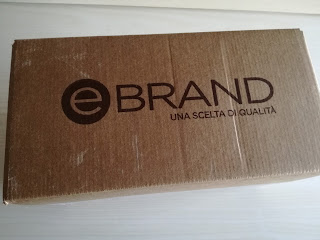 eBRAND
UNA SCELTA DI QUALITÀ